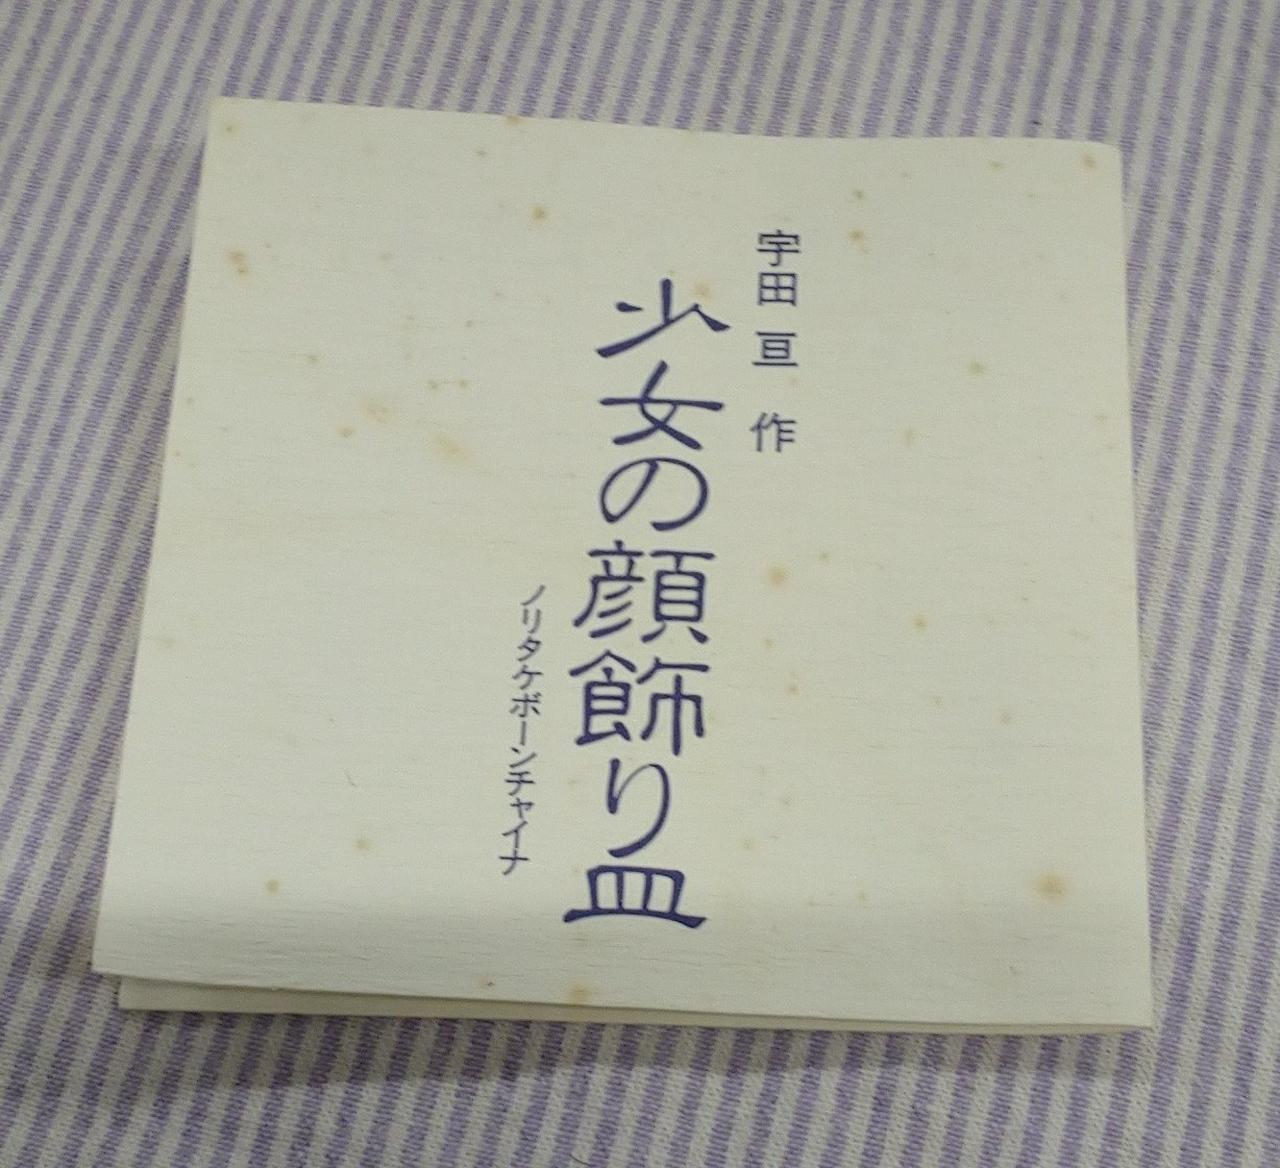 宇田 亘 作
少女の顔飾り皿
ノリタケボーンチャイナ